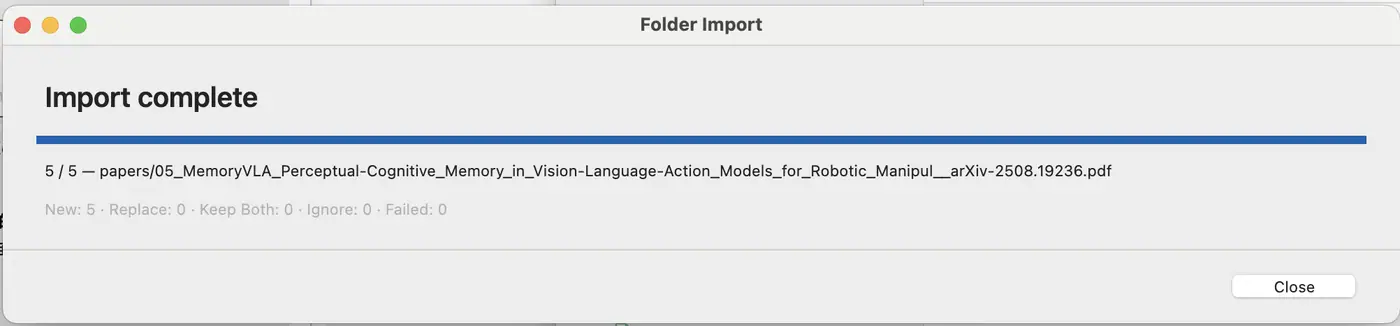 Folder Import
Import complete
5 / 5 — papers/05_MemoryVLA_Perceptual-Cognitive_Memory_in_Vision-Language-Action_Models_for_Robotic_Manipul__arXiv-2508.19236.pdf
New: 5 · Replace: 0 · Keep Both: 0 · Ignore: 0 · Failed: 0
Close